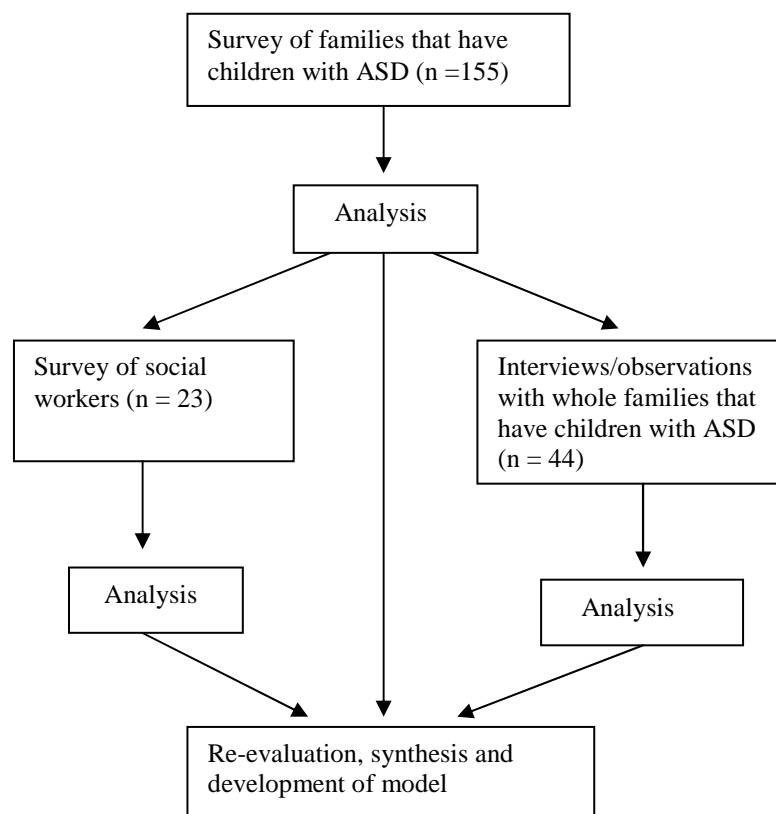 Survey of families that have
children with ASD (n =155)
Analysis
Survey of social
workers (n = 23)
Interviews/observations
with whole families that
have children with ASD
(n = 44)
Analysis
Analysis
Re-evaluation, synthesis and
development of model